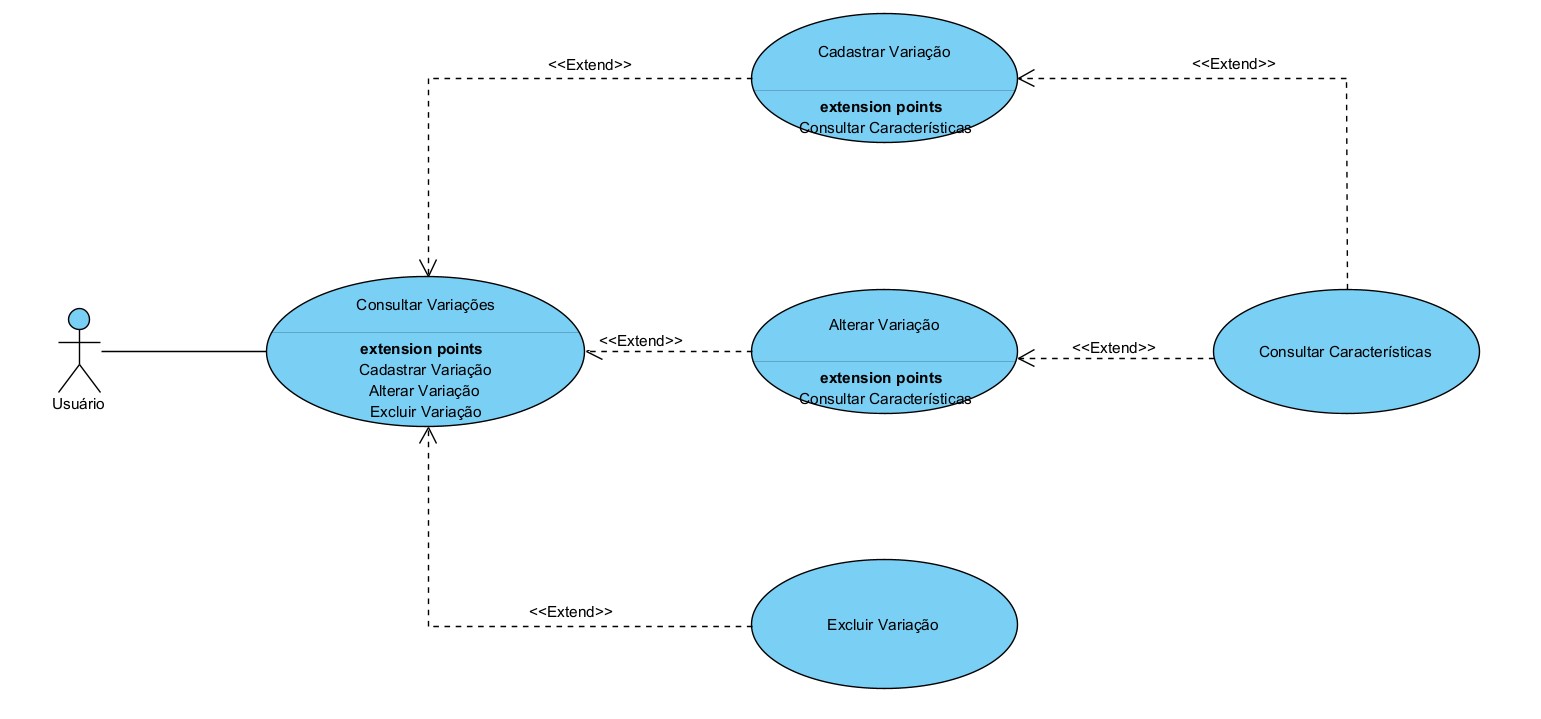 <<Extend>>
Cadastrar Variação
extension points
Consultar Características
<<Extend>>
Usuário
Consultar Variações
extension points
Cadastrar Variação
Alterar Variação
Excluir Variação
<<Extend>>
Alterar Variação
extension points
Consultar Características
<<Extend>>
Consultar Características
<<Extend>>
Excluir Variação